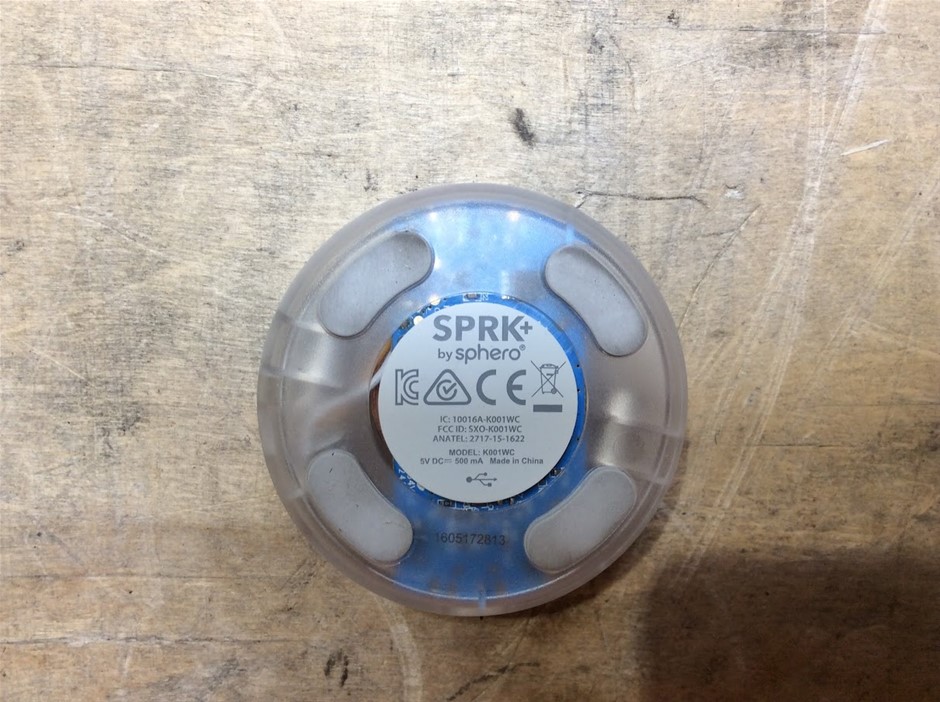 SPRK+
by sphero®
IC: 10016A-K001WC
FCC ID: SXO-K001WC
ANATEL: 2717-15-1622
MODEL: K001WC
5V DC⎓ 500 mA Made in China
1605172813